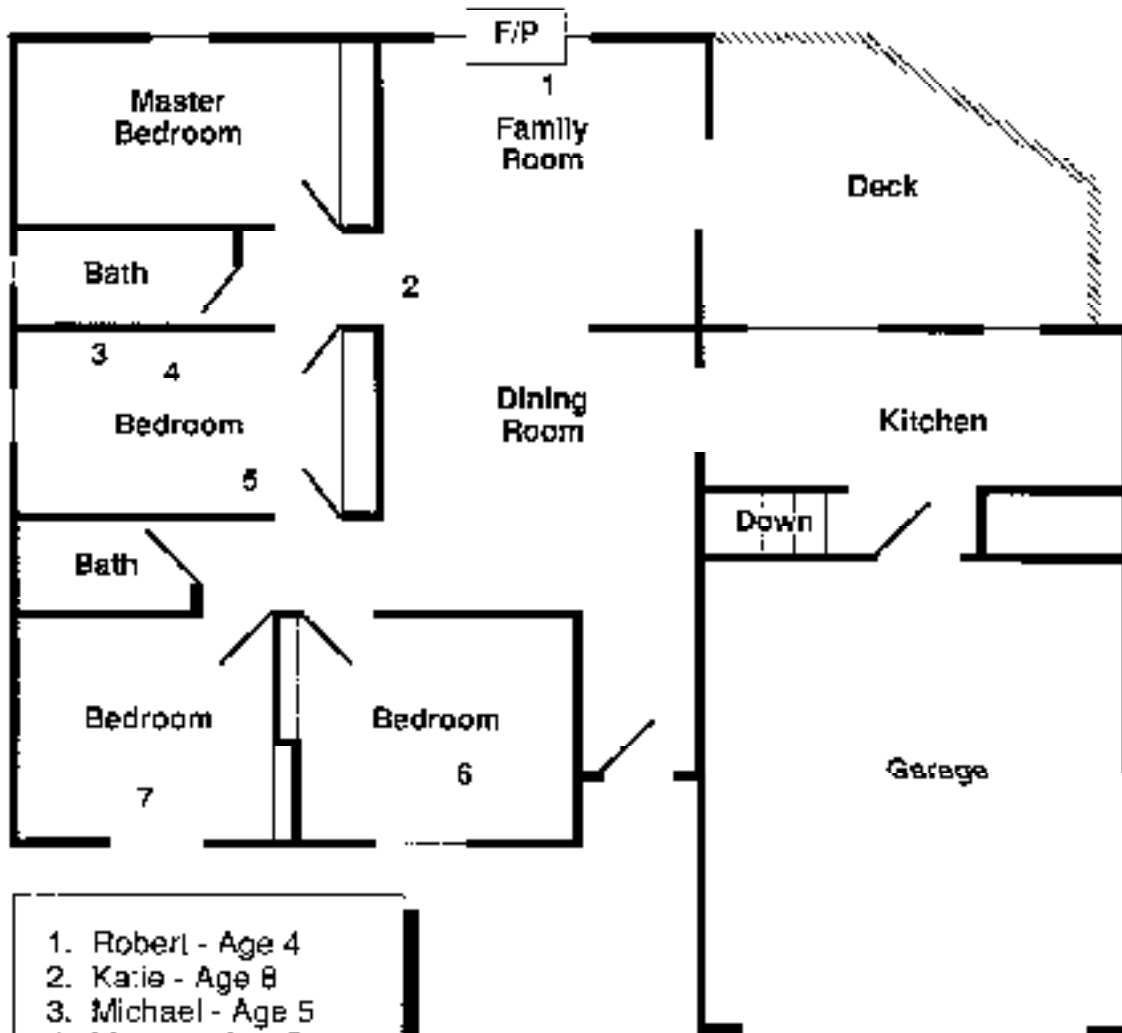 F/P
1
Master
Bedroom
Family
Room
Deck
Bath
2
3
4
Bedroom
Dining
Room
Kitchen
5
Down
Bath
Bedroom
Bedroom
6
7
Garage
1. Robert - Age 4
2. Katie - Age 8
3. Michael - Age 5